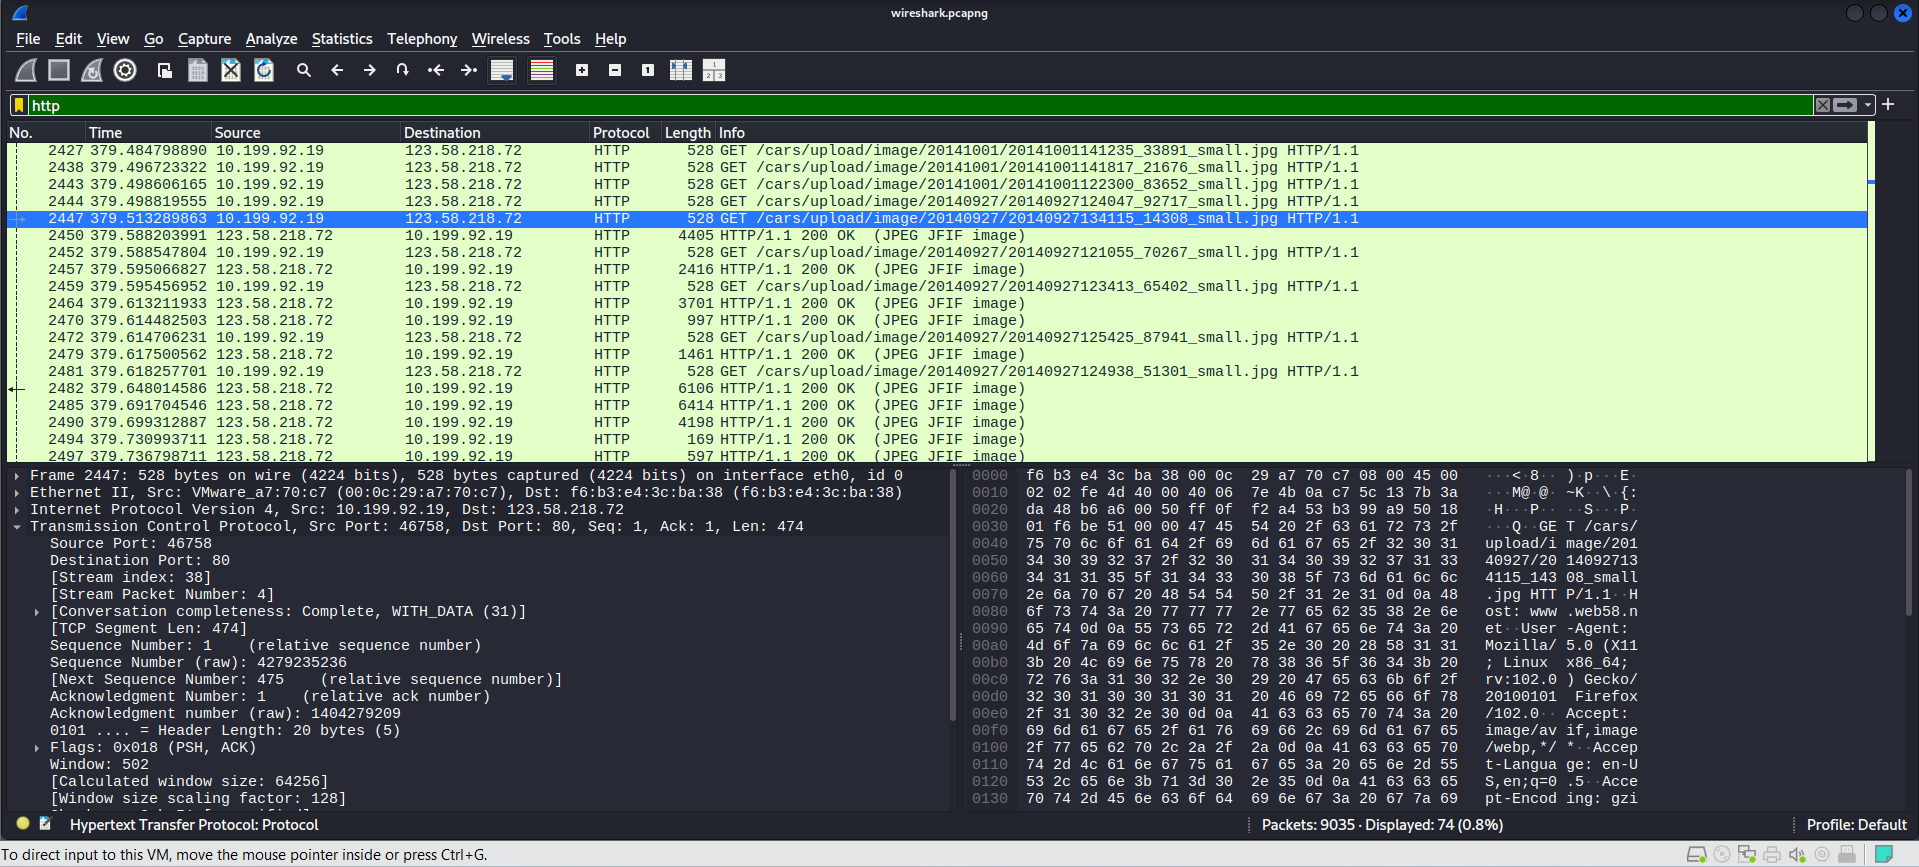 wireshark.pcapng
File Edit View Go Capture Analyze Statistics Telephony Wireless Tools Help
http
No. Time Source Destination Protocol Length Info
2427 379.484798890 10.199.92.19 123.58.218.72 HTTP 528 GET /cars/upload/image/20141001/20141001141235_33891_small.jpg HTTP/1.1
2438 379.496723322 10.199.92.19 123.58.218.72 HTTP 528 GET /cars/upload/image/20141001/20141001141817_21676_small.jpg HTTP/1.1
2443 379.498606165 10.199.92.19 123.58.218.72 HTTP 528 GET /cars/upload/image/20141001/20141001122300_83652_small.jpg HTTP/1.1
2444 379.498819555 10.199.92.19 123.58.218.72 HTTP 528 GET /cars/upload/image/20140927/20140927124047_92717_small.jpg HTTP/1.1
2447 379.513289863 10.199.92.19 123.58.218.72 HTTP 528 GET /cars/upload/image/20140927/20140927134115_14308_small.jpg HTTP/1.1
2450 379.588203991 123.58.218.72 10.199.92.19 HTTP 4405 HTTP/1.1 200 OK (JPEG JFIF image)
2452 379.588547804 10.199.92.19 123.58.218.72 HTTP 528 GET /cars/upload/image/20140927/20140927121055_70267_small.jpg HTTP/1.1
2457 379.595066827 123.58.218.72 10.199.92.19 HTTP 2416 HTTP/1.1 200 OK (JPEG JFIF image)
2459 379.595456952 10.199.92.19 123.58.218.72 HTTP 528 GET /cars/upload/image/20140927/20140927123413_65402_small.jpg HTTP/1.1
2464 379.613211933 123.58.218.72 10.199.92.19 HTTP 3701 HTTP/1.1 200 OK (JPEG JFIF image)
2470 379.614482503 123.58.218.72 10.199.92.19 HTTP 997 HTTP/1.1 200 OK (JPEG JFIF image)
2472 379.614706231 10.199.92.19 123.58.218.72 HTTP 528 GET /cars/upload/image/20140927/20140927125425_87941_small.jpg HTTP/1.1
2479 379.617500562 123.58.218.72 10.199.92.19 HTTP 1461 HTTP/1.1 200 OK (JPEG JFIF image)
2481 379.618257701 10.199.92.19 123.58.218.72 HTTP 528 GET /cars/upload/image/20140927/20140927124938_51301_small.jpg HTTP/1.1
2482 379.648014586 123.58.218.72 10.199.92.19 HTTP 6106 HTTP/1.1 200 OK (JPEG JFIF image)
2485 379.691704546 123.58.218.72 10.199.92.19 HTTP 6414 HTTP/1.1 200 OK (JPEG JFIF image)
2490 379.699312887 123.58.218.72 10.199.92.19 HTTP 4198 HTTP/1.1 200 OK (JPEG JFIF image)
2494 379.730993711 123.58.218.72 10.199.92.19 HTTP 169 HTTP/1.1 200 OK (JPEG JFIF image)
2497 379.736798711 123.58.218.72 10.199.92.19 HTTP 597 HTTP/1.1 200 OK (JPEG JFIF image)
Frame 2447: 528 bytes on wire (4224 bits), 528 bytes captured (4224 bits) on interface eth0, id 0
Ethernet II, Src: VMware_a7:70:c7 (00:0c:29:a7:70:c7), Dst: f6:b3:e4:3c:ba:38 (f6:b3:e4:3c:ba:38)
Internet Protocol Version 4, Src: 10.199.92.19, Dst: 123.58.218.72
Transmission Control Protocol, Src Port: 46758, Dst Port: 80, Seq: 1, Ack: 1, Len: 474
Source Port: 46758
Destination Port: 80
[Stream index: 38]
[Stream Packet Number: 4]
[Conversation completeness: Complete, WITH_DATA (31)]
[TCP Segment Len: 474]
Sequence Number: 1 (relative sequence number)
Sequence Number (raw): 4279235236
[Next Sequence Number: 475 (relative sequence number)]
Acknowledgment Number: 1 (relative ack number)
Acknowledgment number (raw): 1404279209
0101 .... = Header Length: 20 bytes (5)
Flags: 0x018 (PSH, ACK)
Window: 502
[Calculated window size: 64256]
[Window size scaling factor: 128]
0000 f6 b3 e4 3c ba 38 00 0c 29 a7 70 c7 08 00 45 00 ···<·8·· )·p···E·
0010 02 02 fe 4d 40 00 40 06 7e 4b 0a c7 5c 13 7b 3a ···M@·@· ~K··\·{:
0020 da 48 b6 a6 00 50 ff 0f f2 a4 53 b3 99 a9 50 18 ·H···P·· ··S···P·
0030 01 f6 be 51 00 00 47 45 54 20 2f 63 61 72 73 2f ···Q··GE T /cars/
0040 75 70 6c 6f 61 64 2f 69 6d 61 67 65 2f 32 30 31 upload/i mage/201
0050 34 30 39 32 37 2f 32 30 31 34 30 39 32 37 31 33 40927/20 14092713
0060 34 31 31 35 5f 31 34 33 30 38 5f 73 6d 61 6c 6c 4115_143 08_small
0070 2e 6a 70 67 20 48 54 54 50 2f 31 2e 31 0d 0a 48 .jpg HTT P/1.1··H
0080 6f 73 74 3a 20 77 77 77 2e 77 65 62 35 38 2e 6e ost: www .web58.n
0090 65 74 0d 0a 55 73 65 72 2d 41 67 65 6e 74 3a 20 et··User -Agent:
00a0 4d 6f 7a 69 6c 6c 61 2f 35 2e 30 20 28 58 31 31 Mozilla/ 5.0 (X11
00b0 3b 20 4c 69 6e 75 78 20 78 38 36 5f 36 34 3b 20 ; Linux x86_64;
00c0 72 76 3a 31 30 32 2e 30 29 20 47 65 63 6b 6f 2f rv:102.0 ) Gecko/
00d0 32 30 31 30 30 31 30 31 20 46 69 72 65 66 6f 78 20100101 Firefox
00e0 2f 31 30 32 2e 30 0d 0a 41 63 63 65 70 74 3a 20 /102.0·· Accept:
00f0 69 6d 61 67 65 2f 61 76 69 66 2c 69 6d 61 67 65 image/av if,image
0100 2f 77 65 62 70 2c 2a 2f 2a 0d 0a 41 63 63 65 70 /webp,*/ *··Accep
0110 74 2d 4c 61 6e 67 75 61 67 65 3a 20 65 6e 2d 55 t-Langua ge: en-U
0120 53 2c 65 6e 3b 71 3d 30 2e 35 0d 0a 41 63 63 65 S,en;q=0 .5··Acce
0130 70 74 2d 45 6e 63 6f 64 69 6e 67 3a 20 67 7a 69 pt-Encod ing: gzi
Hypertext Transfer Protocol: Protocol
Packets: 9035 · Displayed: 74 (0.8%)
Profile: Default
To direct input to this VM, move the mouse pointer inside or press Ctrl+G.